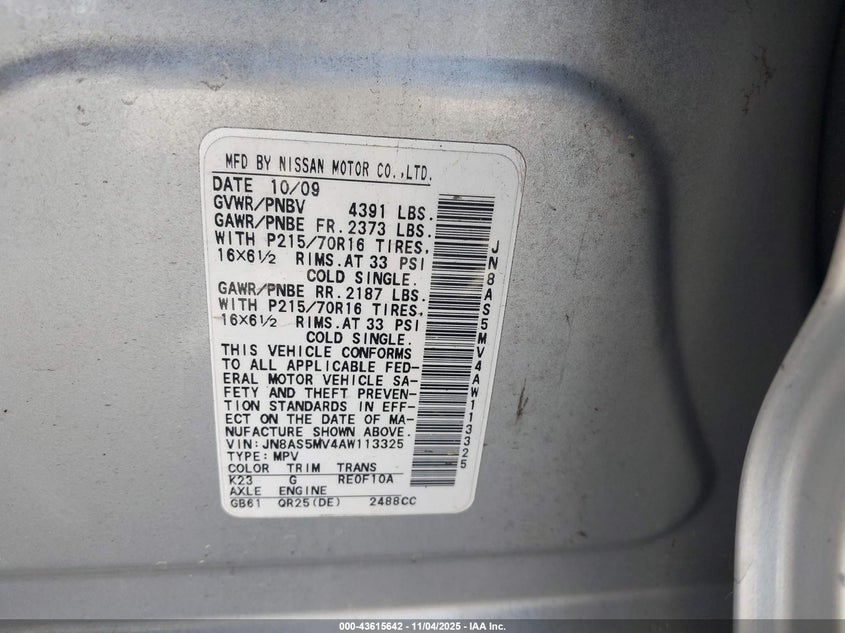 MFD BY NISSAN MOTOR CO.,LTD.
DATE 10/09
GVWR/PNBV 4391 LBS.
GAWR/PNBE FR. 2373 LBS.
WITH P215/70R16 TIRES,
16×6½ RIMS.AT 33 PSI
COLD SINGLE.
GAWR/PNBE RR. 2187 LBS.
WITH P215/70R16 TIRES,
16×6½ RIMS.AT 33 PSI
COLD SINGLE.
THIS VEHICLE CONFORMS
TO ALL APPLICABLE FED-
ERAL MOTOR VEHICLE SA-
FETY AND THEFT PREVEN-
TION STANDARDS IN EFF-
ECT ON THE DATE OF MA-
NUFACTURE SHOWN ABOVE.
VIN:JN8AS5MV4AW113325
TYPE:MPV
COLOR TRIM TRANS
K23 G RE0F10A
AXLE ENGINE
GB61 QR25(DE) 2488CC
JN8AS5MV4AW113325
000-43615642 - 11/04/2025 - IAA Inc.